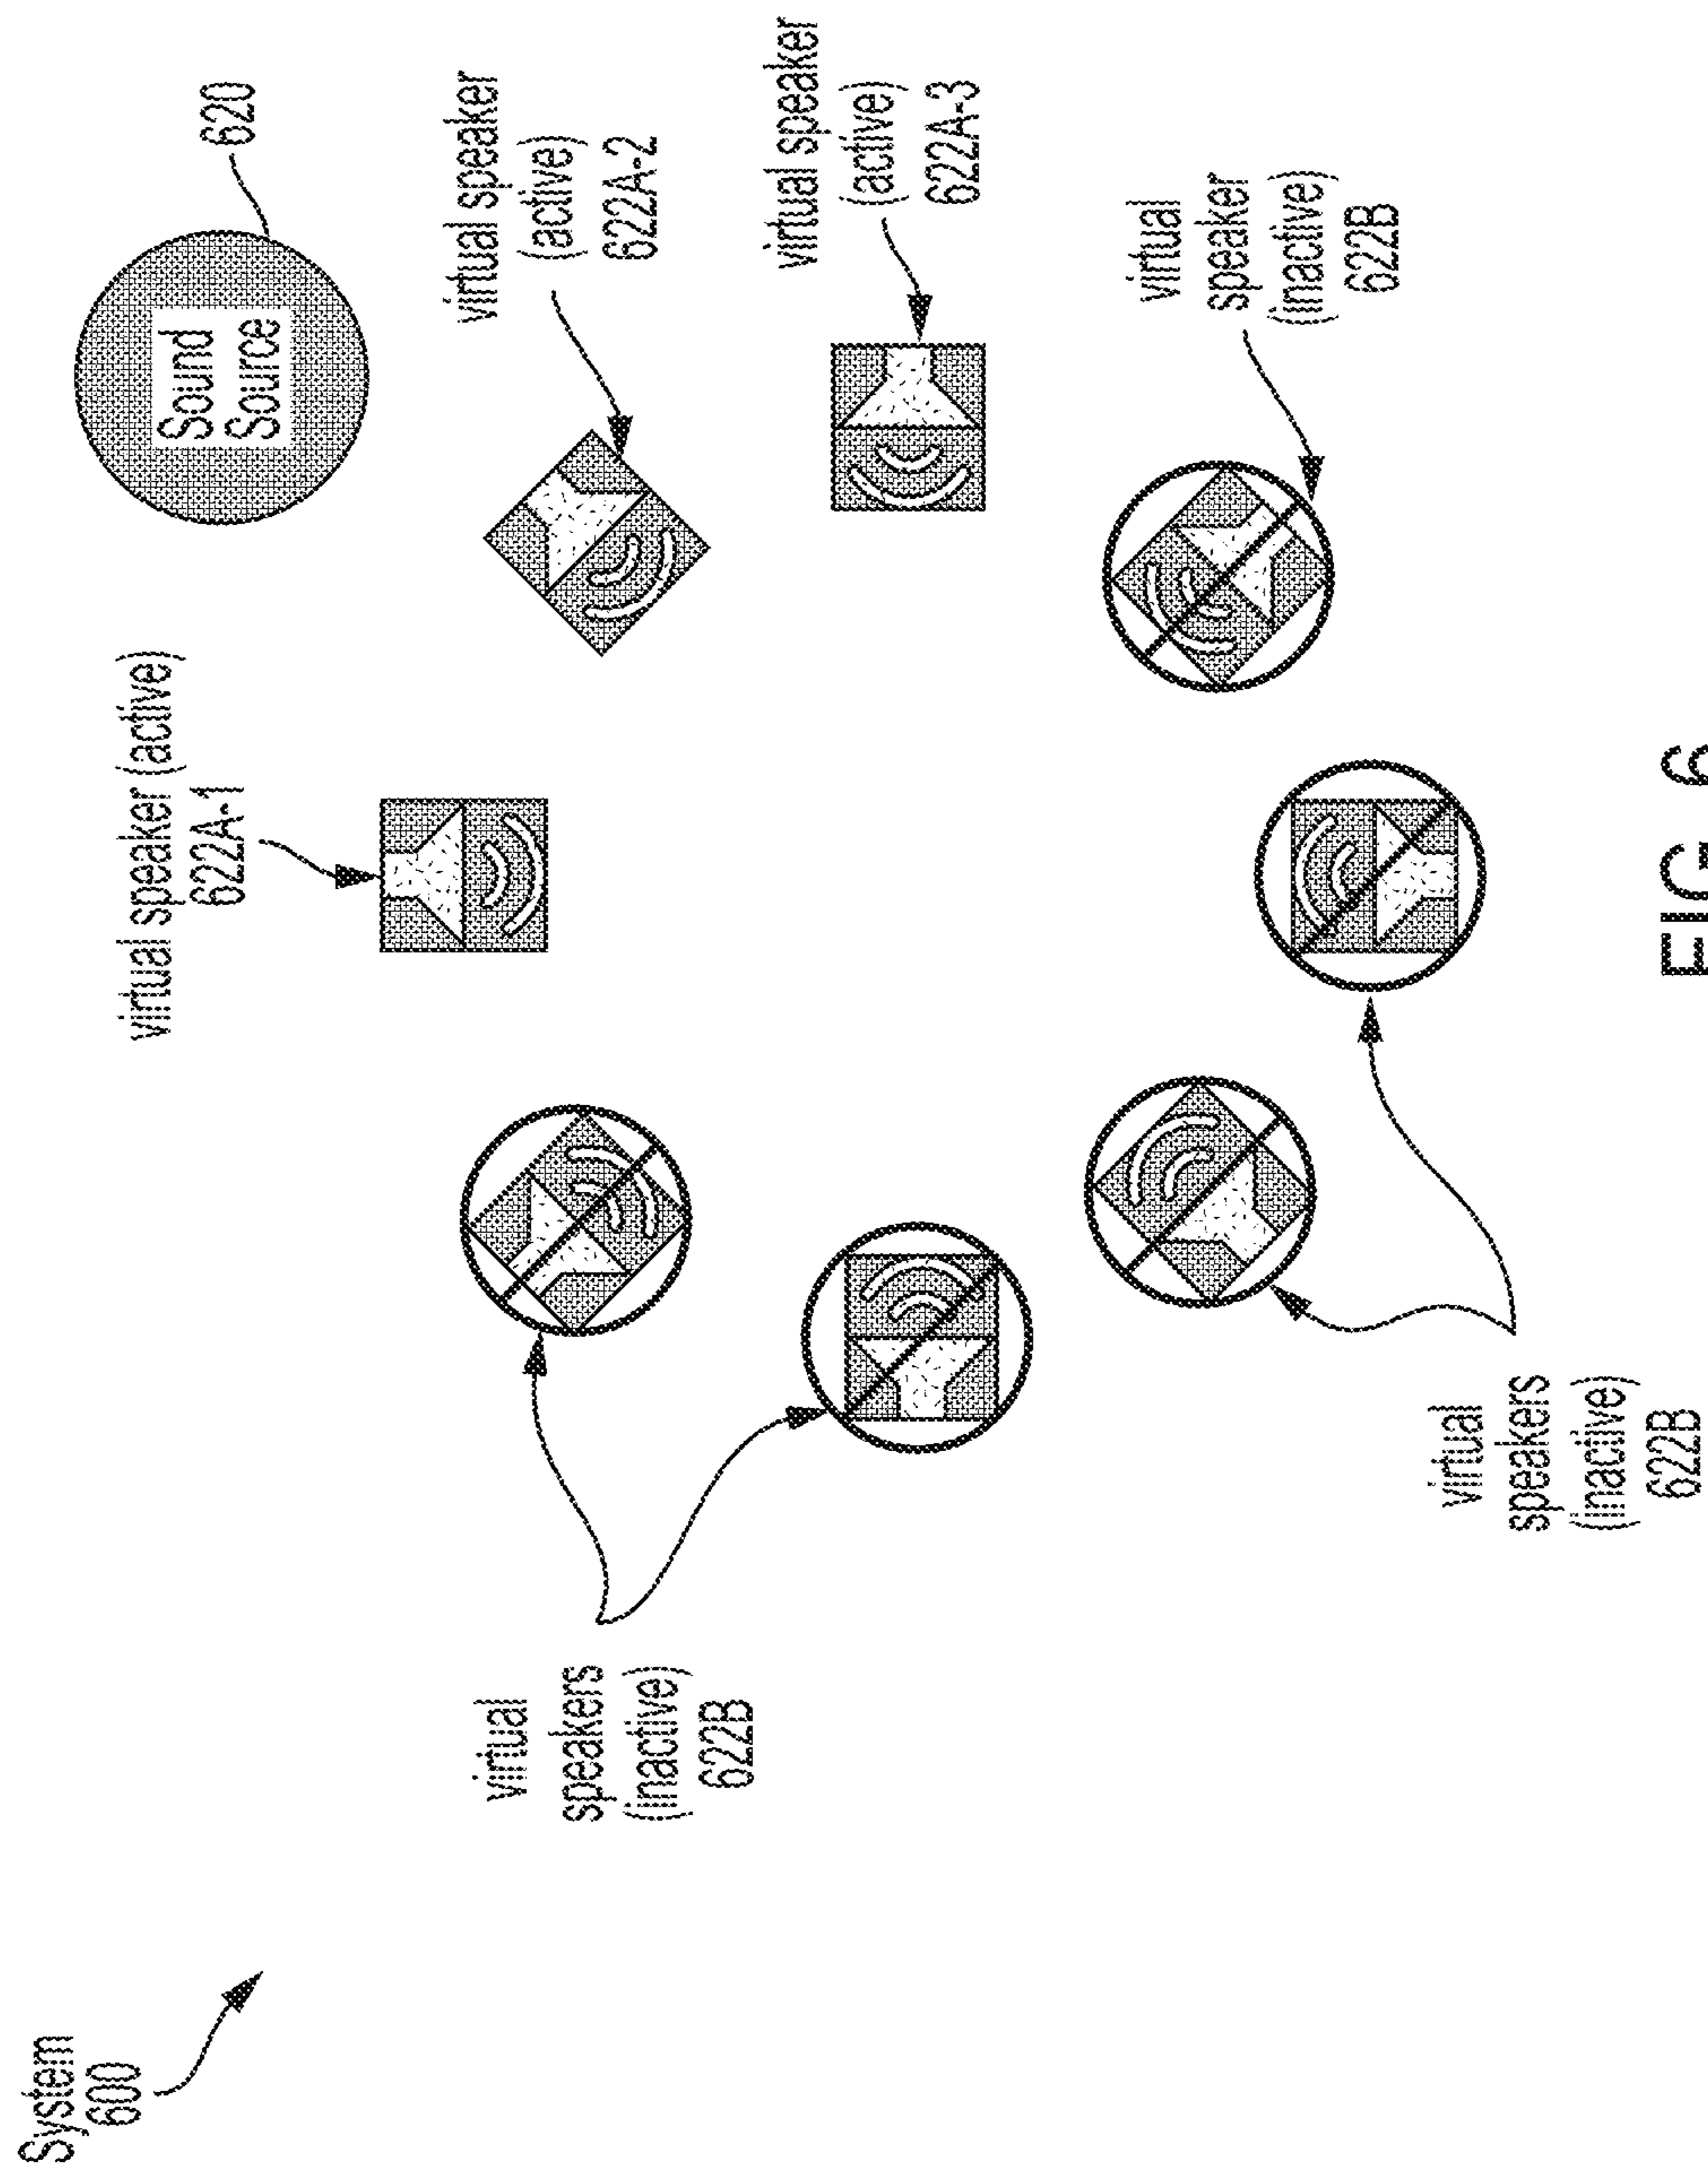 System
600
virtual speaker (active)
622A-1
Sound
Source
620
virtual speaker
(active)
622A-2
virtual speaker
(active)
622A-3
virtual
speakers
(inactive)
622B
virtual
speaker
(inactive)
622B
virtual
speakers
(inactive)
622B
FIG. 6